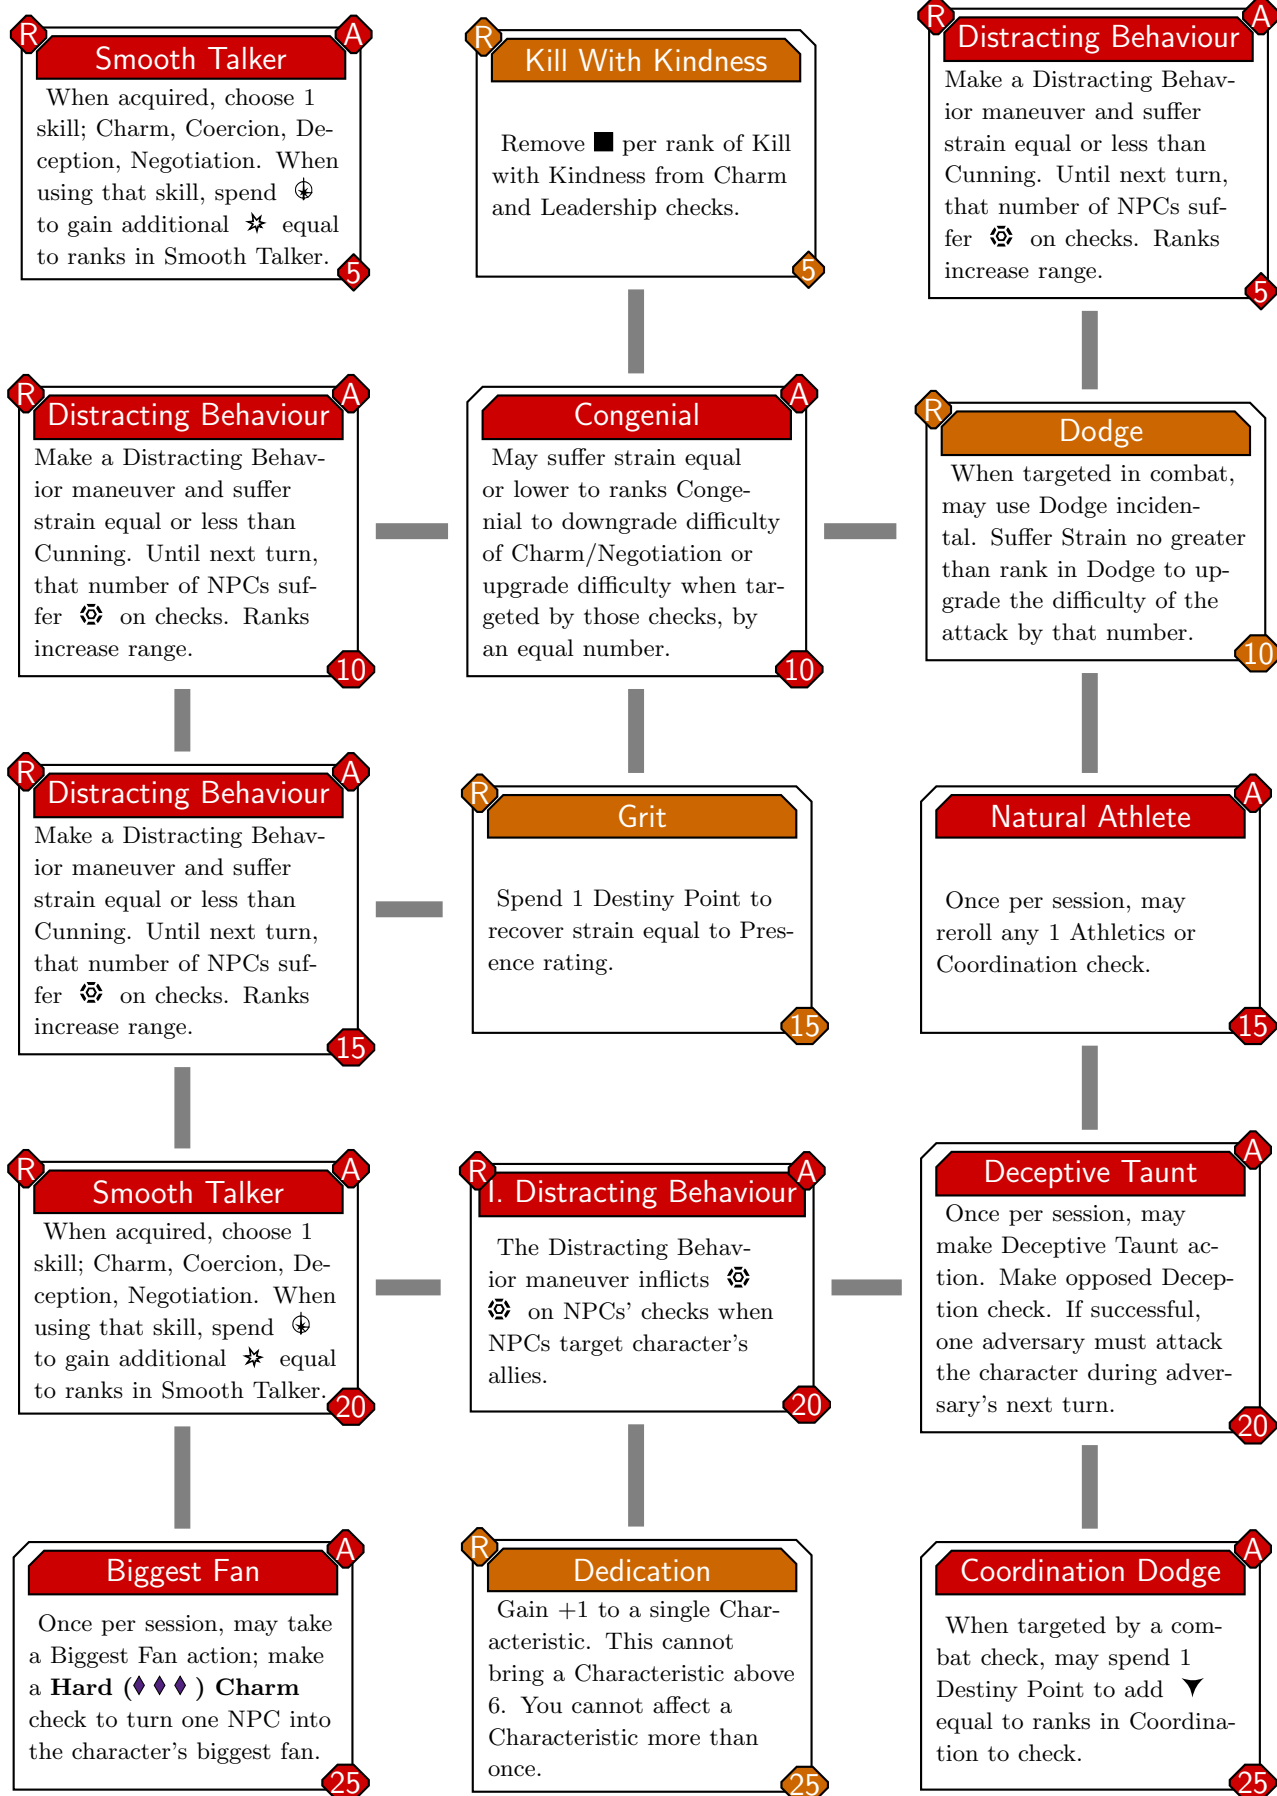 R
A
Smooth Talker
When acquired, choose 1
skill; Charm, Coercion, De-
ception, Negotiation. When
using that skill, spend
to gain additional equal
to ranks in Smooth Talker.
5
R
Kill With Kindness
Remove ■ per rank of Kill
with Kindness from Charm
and Leadership checks.
5
R
A
Distracting Behaviour
Make a Distracting Behav-
ior maneuver and suffer
strain equal or less than
Cunning. Until next turn,
that number of NPCs suf-
fer on checks. Ranks
increase range.
5
R
A
Distracting Behaviour
Make a Distracting Behav-
ior maneuver and suffer
strain equal or less than
Cunning. Until next turn,
that number of NPCs suf-
fer on checks. Ranks
increase range.
10
A
Congenial
May suffer strain equal
or lower to ranks Conge-
nial to downgrade difficulty
of Charm/Negotiation or
upgrade difficulty when tar-
geted by those checks, by
an equal number.
10
R
Dodge
When targeted in combat,
may use Dodge inciden-
tal. Suffer Strain no greater
than rank in Dodge to up-
grade the difficulty of the
attack by that number.
10
R
A
Distracting Behaviour
Make a Distracting Behav-
ior maneuver and suffer
strain equal or less than
Cunning. Until next turn,
that number of NPCs suf-
fer on checks. Ranks
increase range.
15
R
Grit
Spend 1 Destiny Point to
recover strain equal to Pres-
ence rating.
15
A
Natural Athlete
Once per session, may
reroll any 1 Athletics or
Coordination check.
15
R
A
Smooth Talker
When acquired, choose 1
skill; Charm, Coercion, De-
ception, Negotiation. When
using that skill, spend
to gain additional equal
to ranks in Smooth Talker.
20
R
A
I. Distracting Behaviour
The Distracting Behav-
ior maneuver inflicts
on NPCs' checks when
NPCs target character's
allies.
20
A
Deceptive Taunt
Once per session, may
make Deceptive Taunt ac-
tion. Make opposed Decep-
tion check. If successful,
one adversary must attack
the character during adver-
sary's next turn.
20
A
Biggest Fan
Once per session, may take
a Biggest Fan action; make
a Hard (♦ ♦ ♦) Charm
check to turn one NPC into
the character's biggest fan.
25
R
Dedication
Gain +1 to a single Char-
acteristic. This cannot
bring a Characteristic above
6. You cannot affect a
Characteristic more than
once.
25
A
Coordination Dodge
When targeted by a com-
bat check, may spend 1
Destiny Point to add
equal to ranks in Coordina-
tion to check.
25